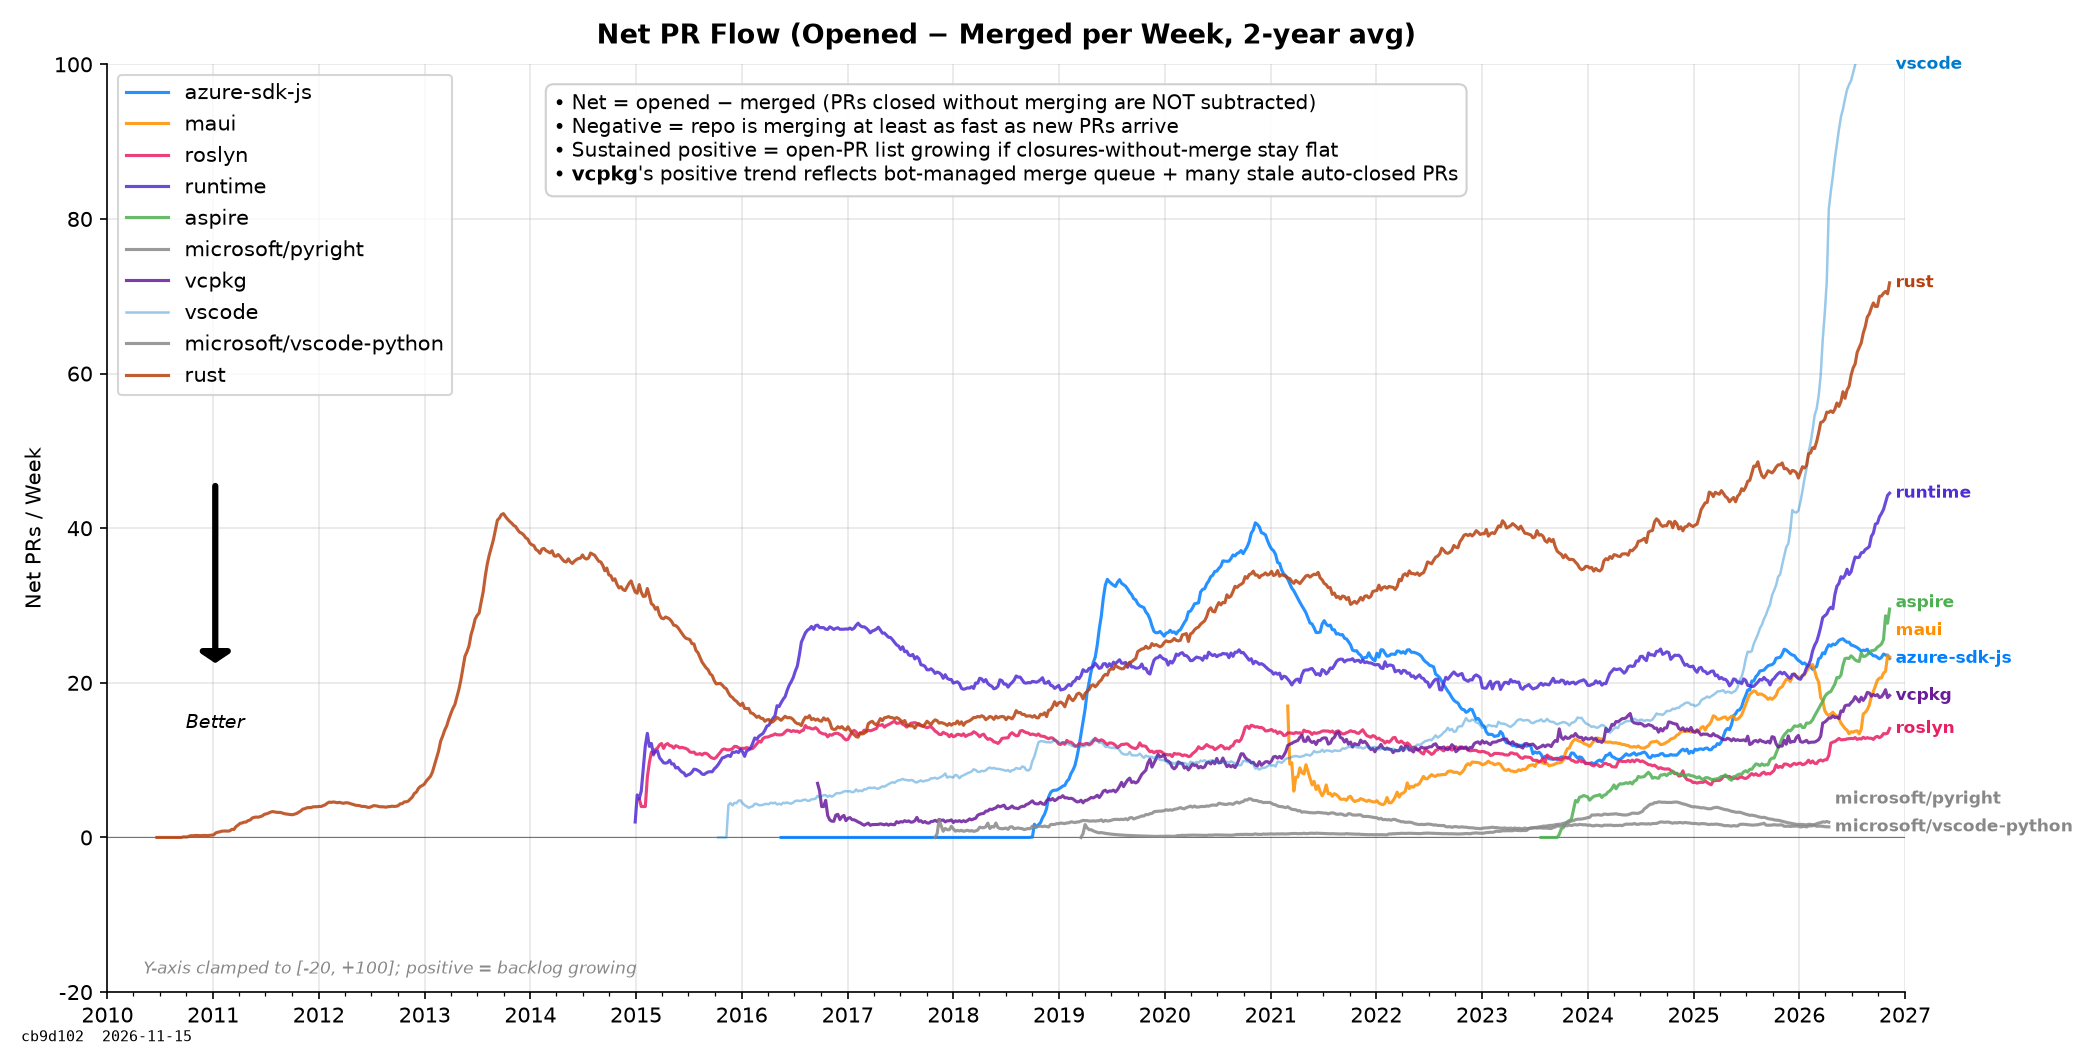 Net PR Flow (Opened − Merged per Week, 2-year avg)
100
80
60
40
20
0
-20
Net PRs / Week
azure-sdk-js
maui
roslyn
runtime
aspire
microsoft/pyright
vcpkg
vscode
microsoft/vscode-python
rust
• Net = opened − merged (PRs closed without merging are NOT subtracted)
• Negative = repo is merging at least as fast as new PRs arrive
• Sustained positive = open-PR list growing if closures-without-merge stay flat
• vcpkg's positive trend reflects bot-managed merge queue + many stale auto-closed PRs
Better
vscode
rust
runtime
aspire
maui
azure-sdk-js
vcpkg
roslyn
microsoft/pyright
microsoft/vscode-python
Y-axis clamped to [-20, +100]; positive = backlog growing
2010 2011 2012 2013 2014 2015 2016 2017 2018 2019 2020 2021 2022 2023 2024 2025 2026 2027
cb9d102 2026-11-15